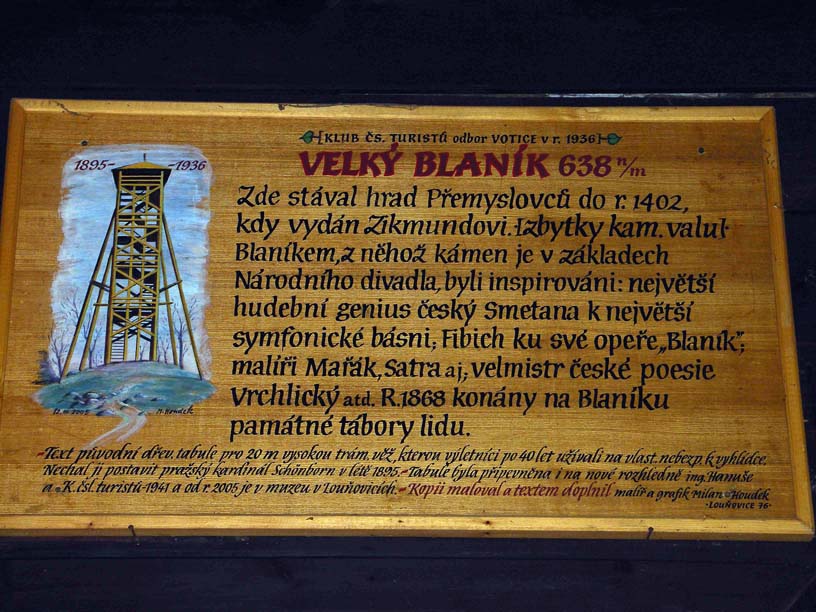 KLUB ČS. TURISTŮ odbor VOTICE v r. 1936
VELKÝ BLANÍK 638 n/m
1895 - - 1936
Zde stával hrad Přemyslovců do r. 1402,
kdy vydán Zikmundovi. Izbytky kam. valu!
Blaníkem, z něhož kámen je v základech
Národního divadla, byli inspirováni: největší
hudební genius český Smetana k největší
symfonické básni, Fibich ku své opeře „Blaník”;
malíři Mařák, Satra aj; velmistr české poesie
Vrchlický atd. R.1868 konány na Blaníku
památné tábory lidu.
2005 M. Houdek
-Text původní dřev. tabule pro 20 m vysokou trám. věž, kterou výletníci po 40 let užívali na vlast. nebezp. k vyhlídce.
Nechal ji postavit pražský kardinál Schönborn v létě 1895. -Tabule byla připevněna i na nové rozhledně ing. Hanuše
a „K. čsl. turistů-1941 a od r. 2005 je v muzeu v Louňovicích. -Kopii maloval a textem doplnil malíř a grafik Milan Houdek
-LOUŇOVICE 76-